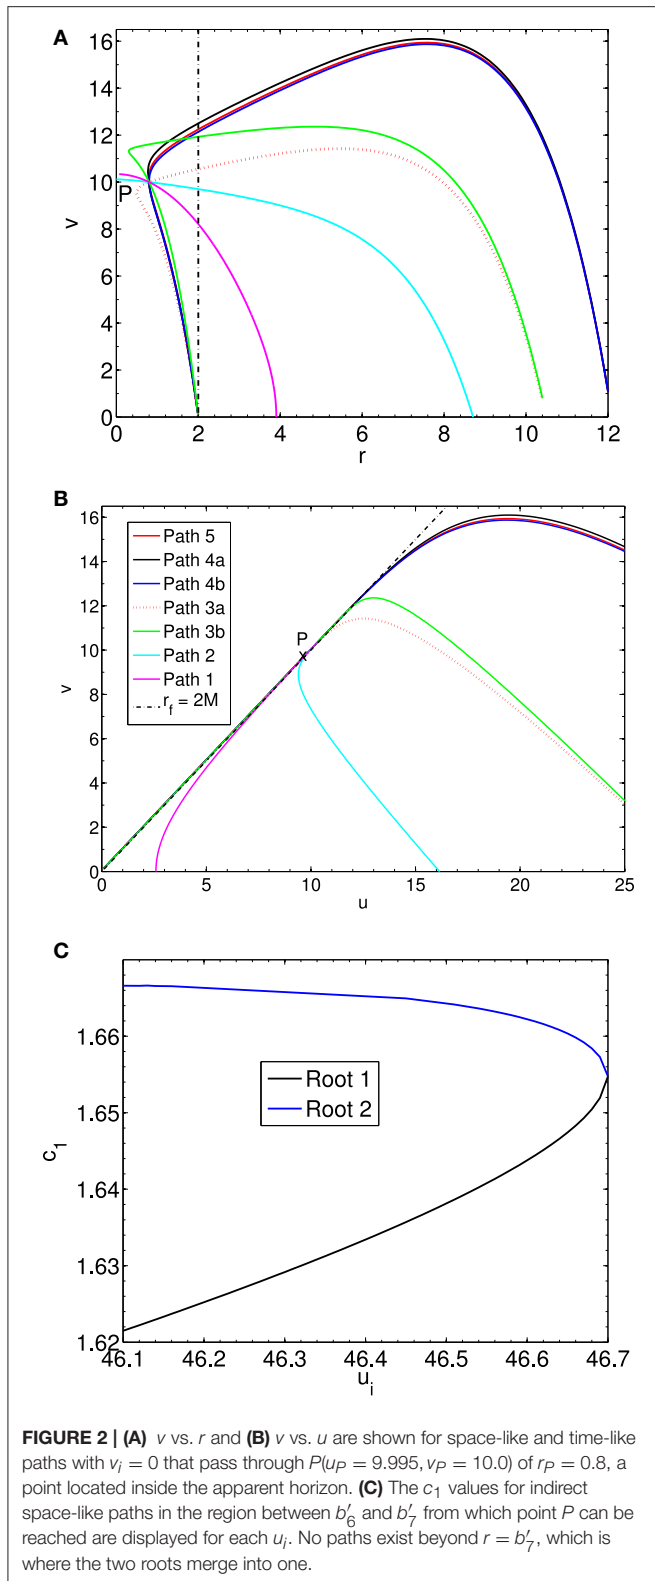 A
16
14
12
10
8
6
4
2
0
v
P
0 2 4 6 8 10 12
r
B
16
14
12
10
8
6
4
2
0
v
Path 5
Path 4a
Path 4b
Path 3a
Path 3b
Path 2
Path 1
r_f = 2M
P
x
0 5 10 15 20 25
u
C
1.66
1.65
1.64
1.63
1.62
c_1
Root 1
Root 2
46.1 46.2 46.3 46.4 46.5 46.6 46.7
u_i
FIGURE 2 | (A) v vs. r and (B) v vs. u are shown for space-like and time-like
paths with v_i = 0 that pass through P(u_P = 9.995, v_P = 10.0) of r_P = 0.8, a
point located inside the apparent horizon. (C) The c_1 values for indirect
space-like paths in the region between b′_6 and b′_7 from which point P can be
reached are displayed for each u_i. No paths exist beyond r = b′_7, which is
where the two roots merge into one.